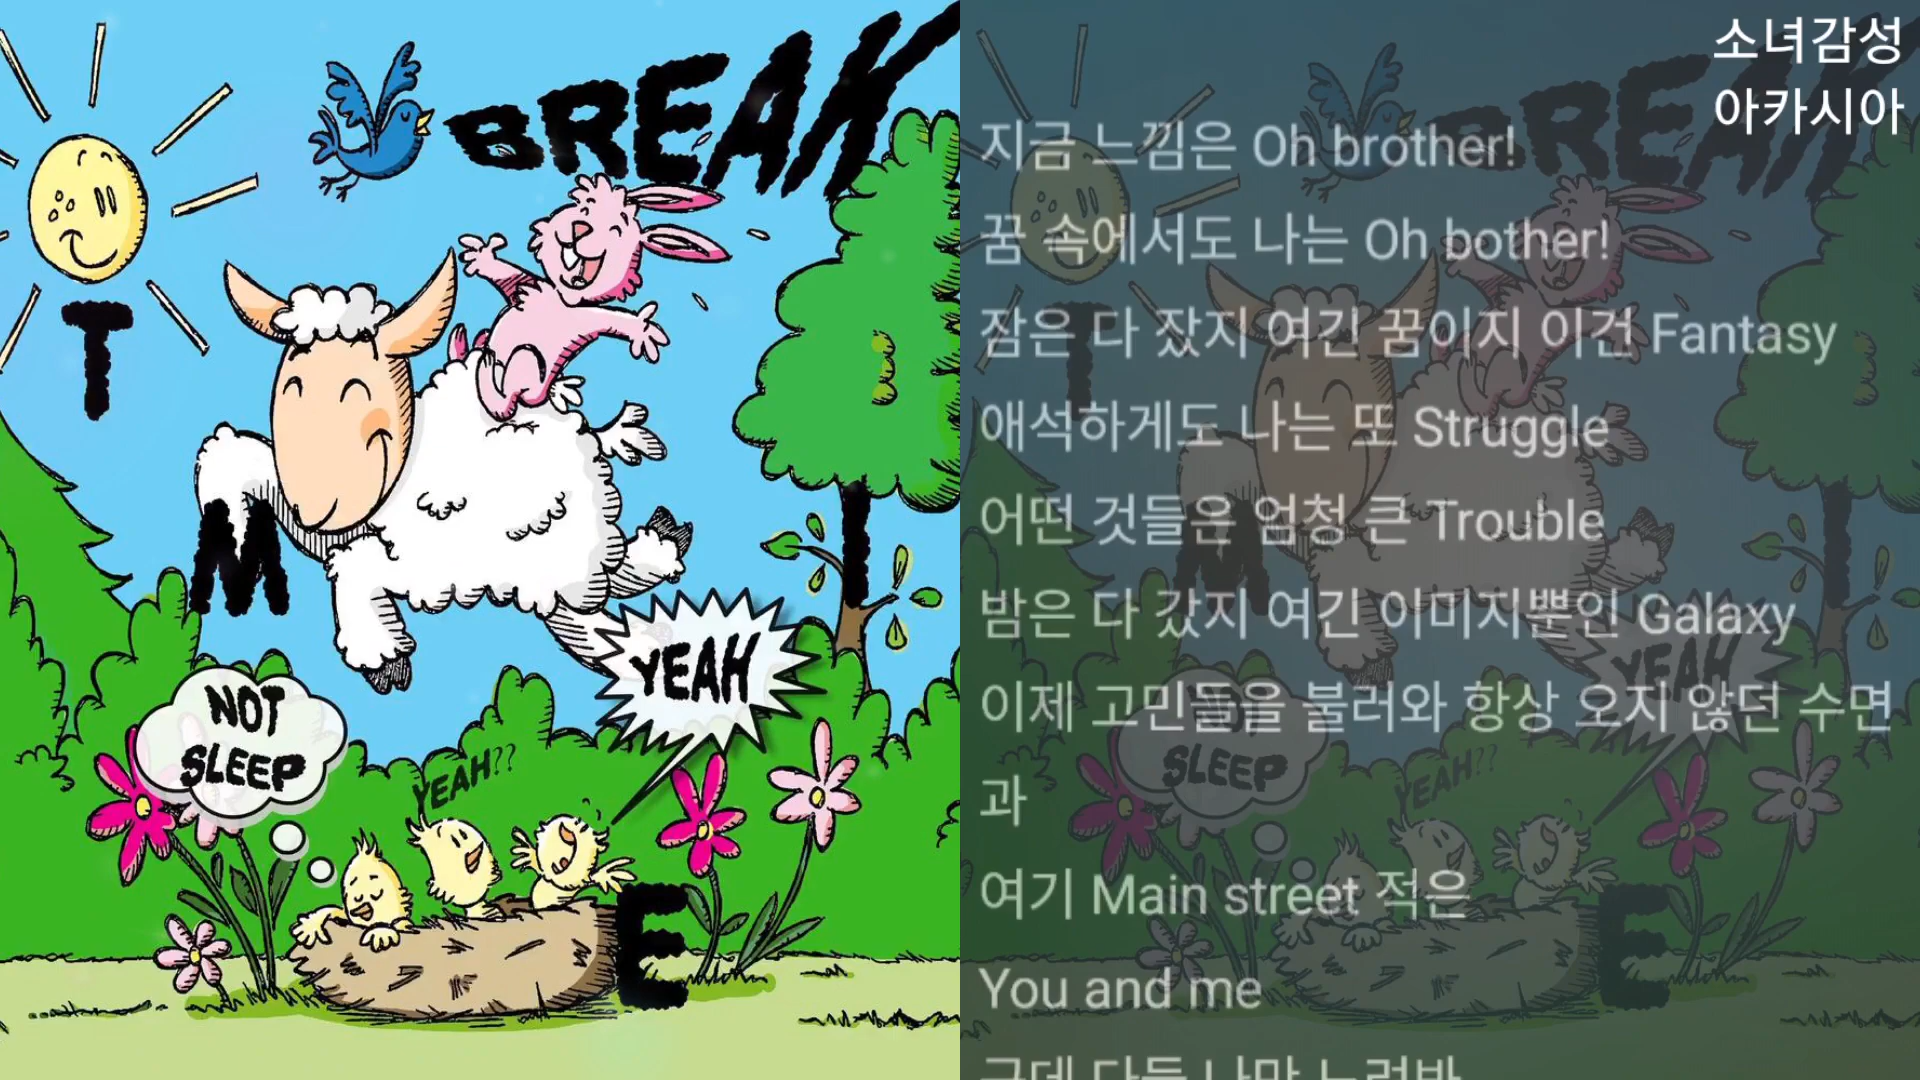 BREAK
T
I
M
E
YEAH
NOT
SLEEP
YEAH??
소녀감성
아카시아
지금 느낌은 Oh brother!
꿈 속에서도 나는 Oh bother!
잠은 다 잤지 여긴 꿈이지 이건 Fantasy
애석하게도 나는 또 Struggle
어떤 것들은 엄청 큰 Trouble
밤은 다 갔지 여긴 이미지뿐인 Galaxy
이제 고민들을 불러와 항상 오지 않던 수면
과
여기 Main street 적은
You and me